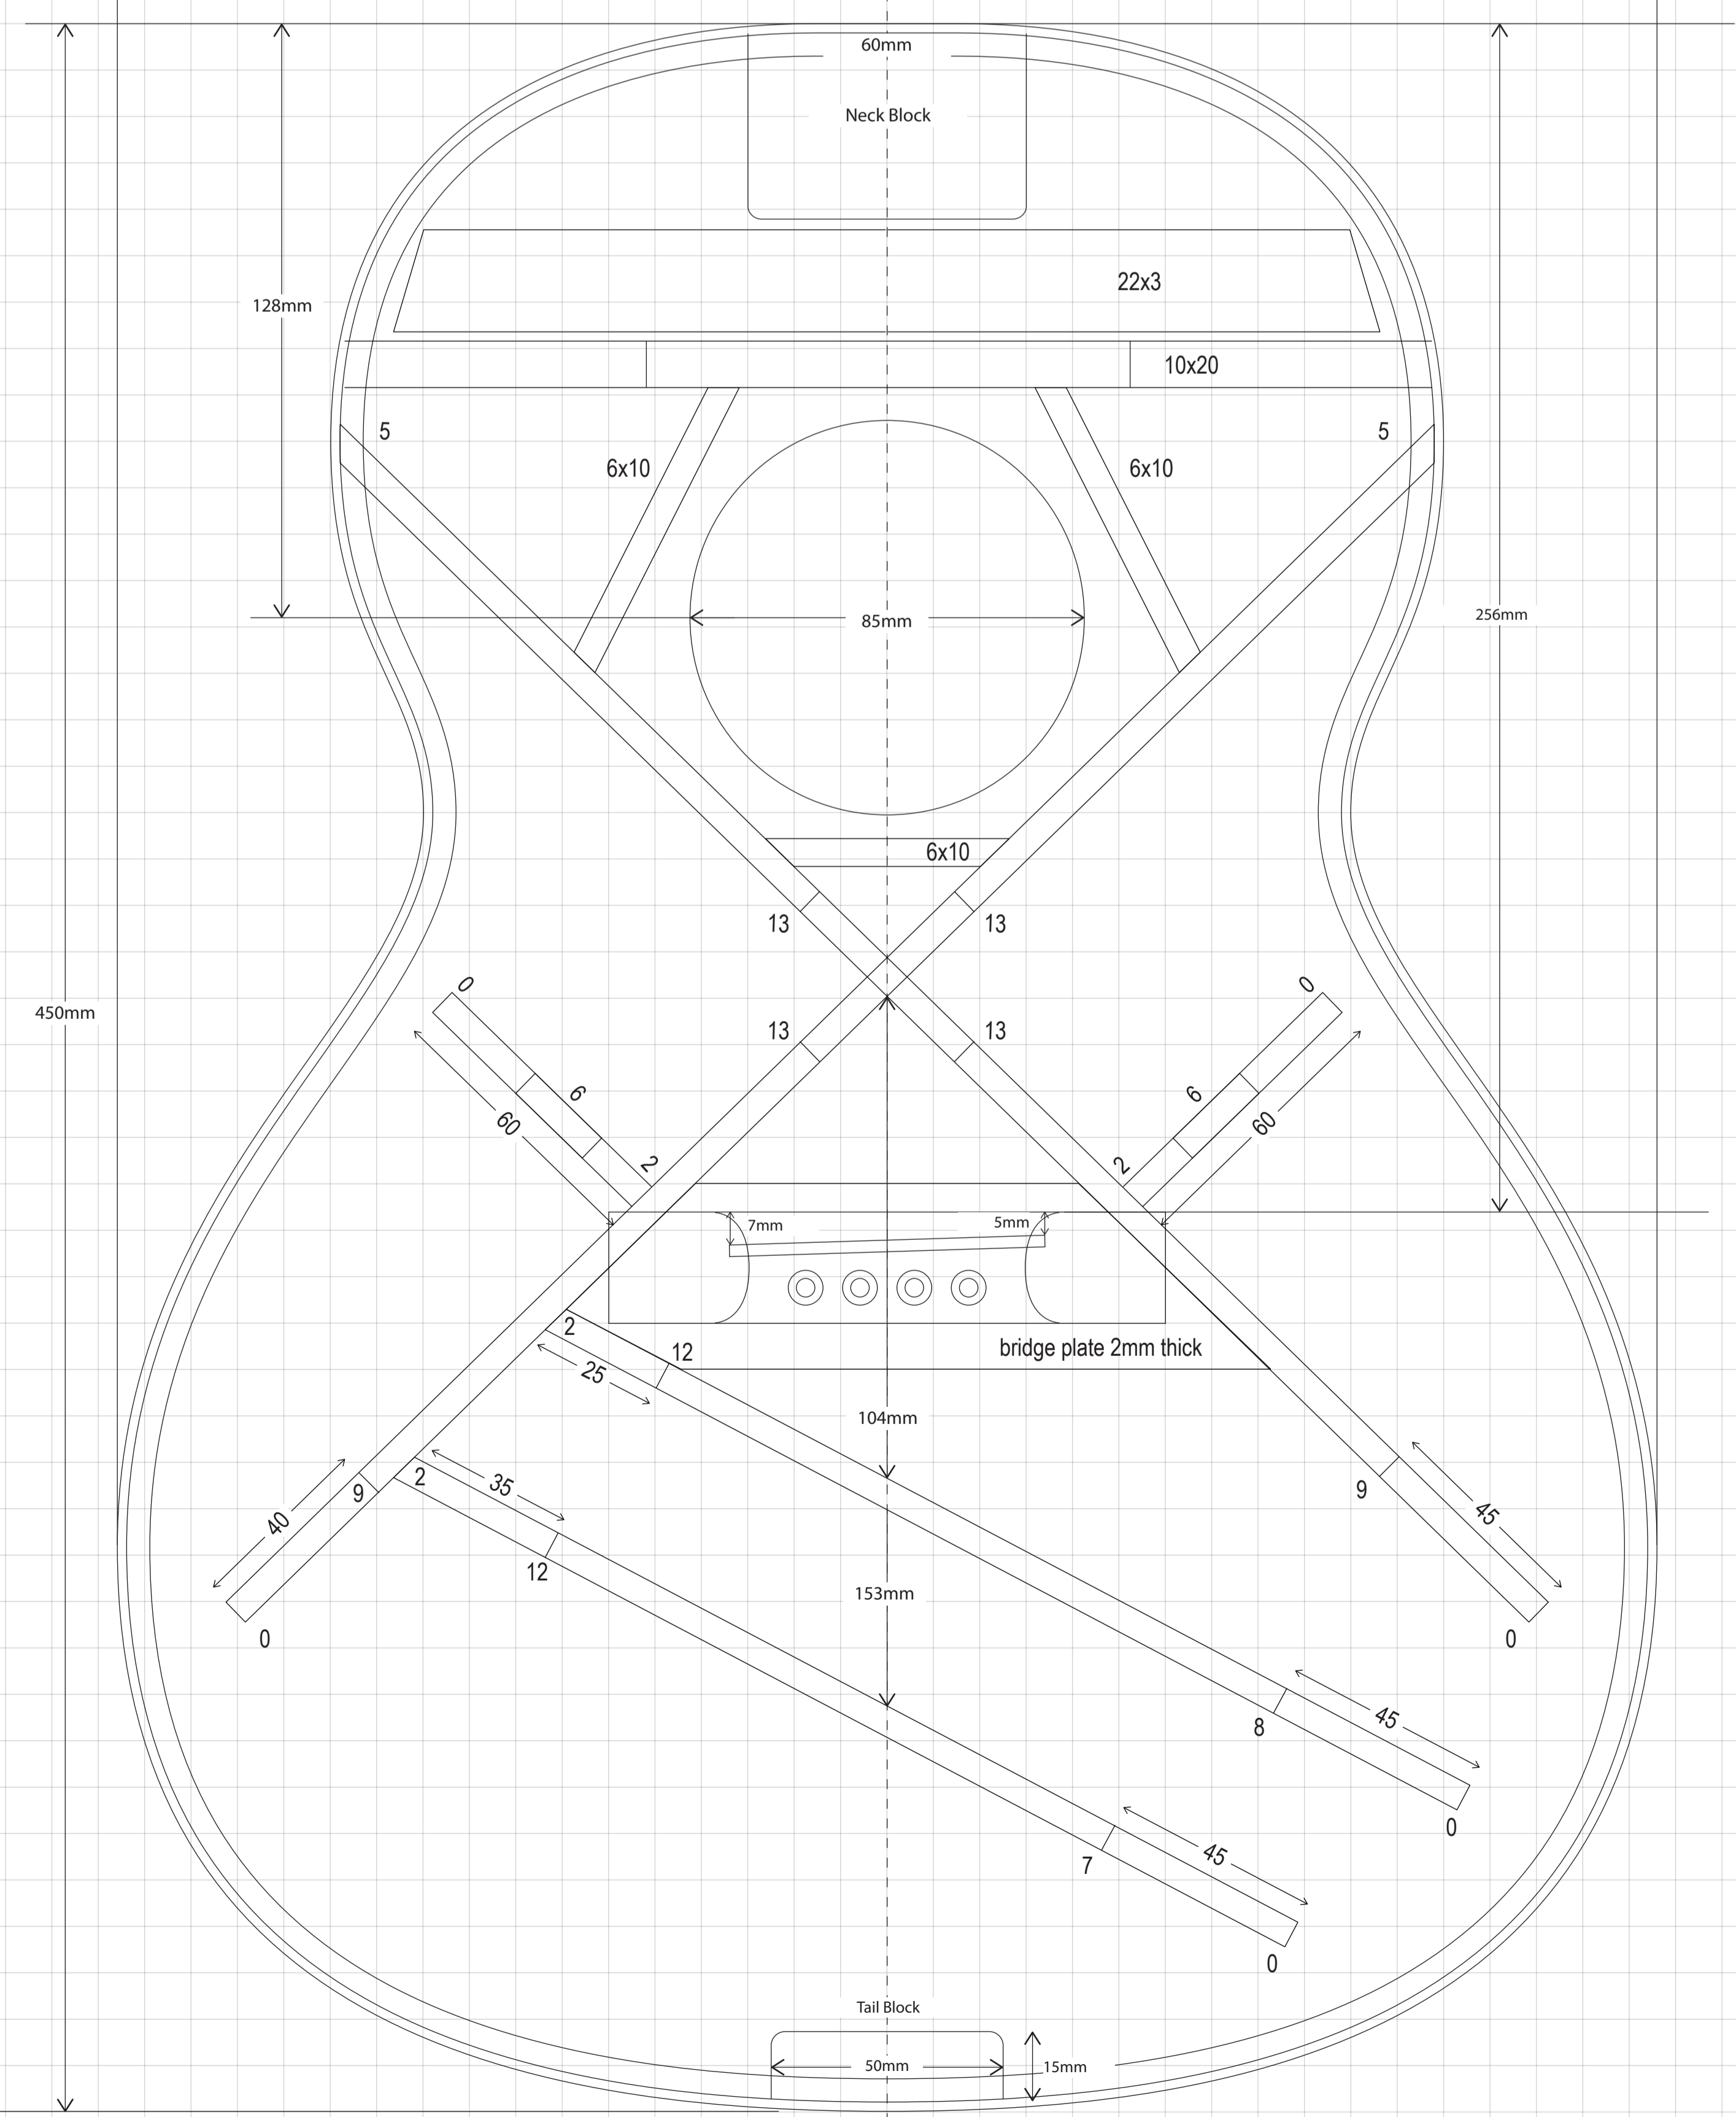 60mm
Neck Block
22x3
128mm
10x20
5
5
6x10
6x10
256mm
85mm
6x10
13
13
0
0
450mm
13
13
6
6
60
60
2
2
7mm
5mm
2
12
bridge plate 2mm thick
25
104mm
2
35
9
9
40
45
12
153mm
0
0
45
8
0
45
7
0
Tail Block
50mm
15mm